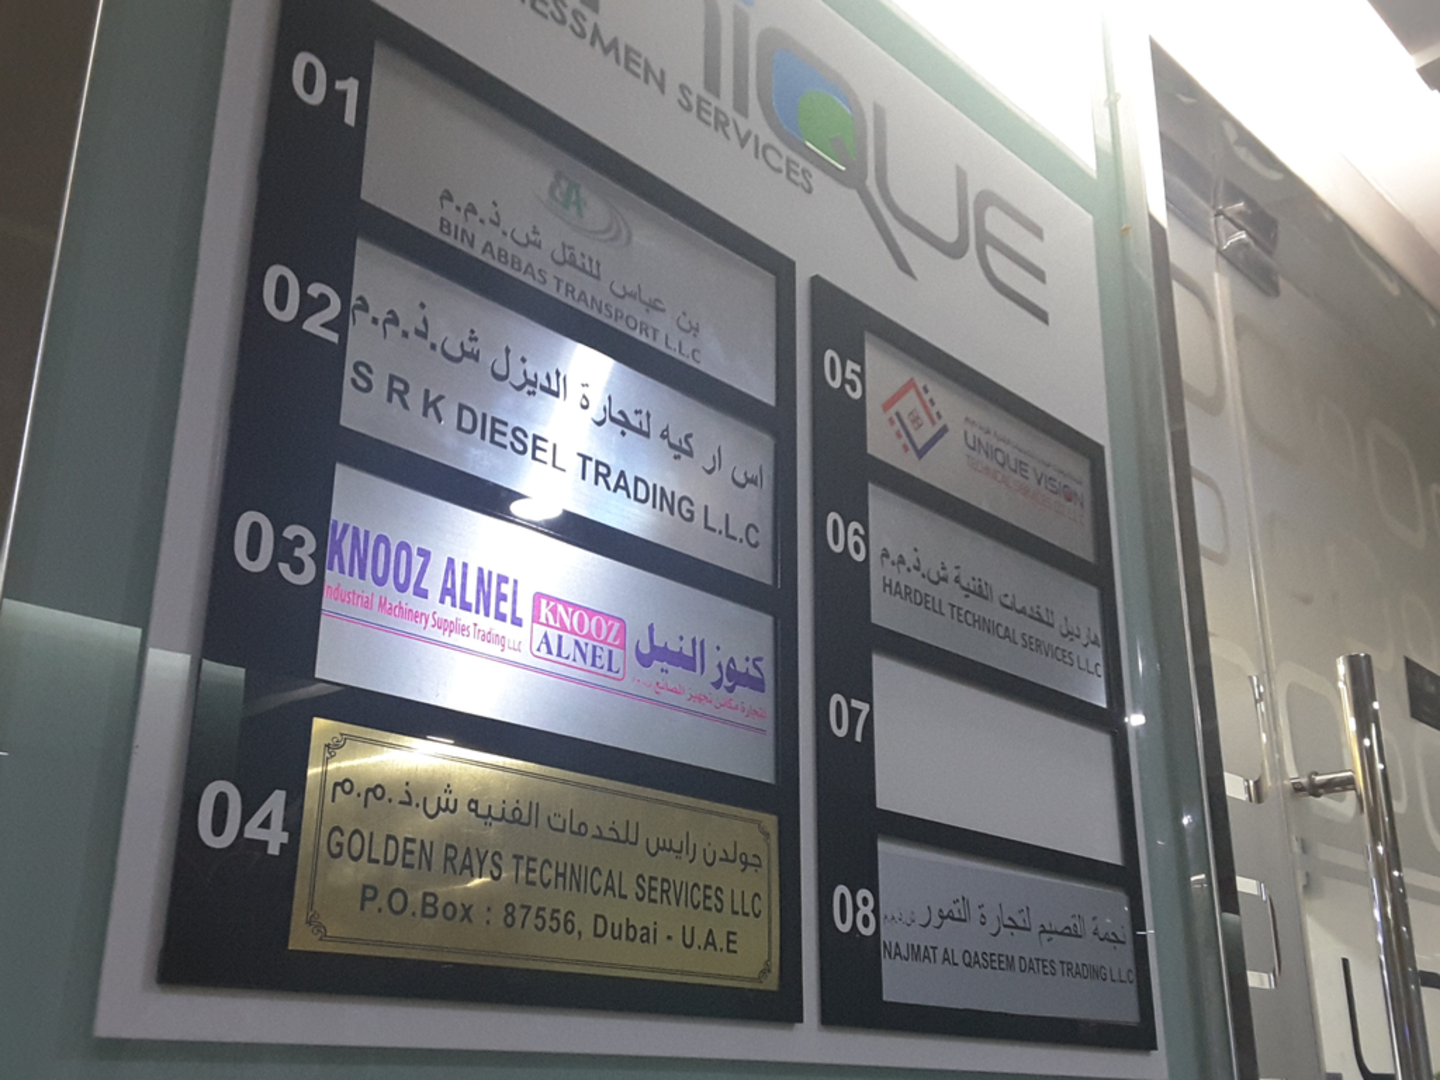 iQUE
SERVICES
01
BA
بن عباس للنقل ش.ذ.م.م
BIN ABBAS TRANSPORT L.L.C
02
اس ار كيه لتجارة الديزل ش.ذ.م.م
S R K DIESEL TRADING L.L.C
03
KNOOZ ALNEL
Industrial Machinery Supplies Trading L.L.C
KNOOZ
ALNEL
كنوز النيل
04
جولدن رايس للخدمات الفنيه ش.ذ.م.م
GOLDEN RAYS TECHNICAL SERVICES LLC
P.O.Box : 87556, Dubai - U.A.E
05
UNIQUE VISION
TECHNICAL SERVICES
06
هارديل للخدمات الفنية ش.ذ.م.م
HARDELL TECHNICAL SERVICES L.L.C
07
08
نجمة القصيم لتجارة التمور ش.ذ.م.م
NAJMAT AL QASEEM DATES TRADING L.L.C